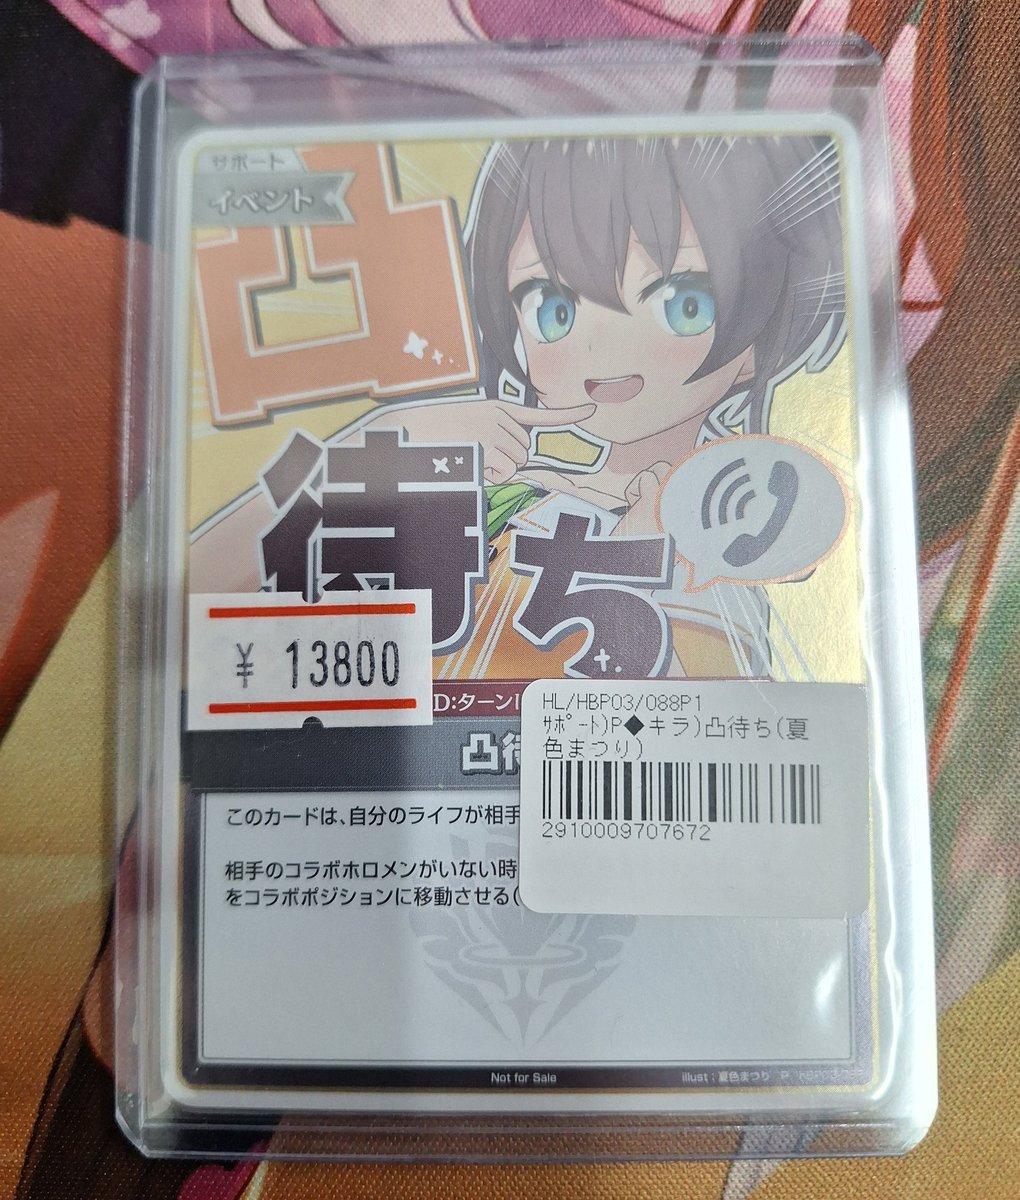 サポート
イベント
凸
待
ち
¥ 13800
D:ターン
HL/HBP03/088P1
ｻﾎﾟｰﾄ)P◆キラ)凸待ち(夏
色まつり)
2910009707672
凸待
このカードは、自分のライフが相手
相手のコラボホロメンがいない時
をコラボポジションに移動させる(
Not for Sale
illust：夏色まつり P